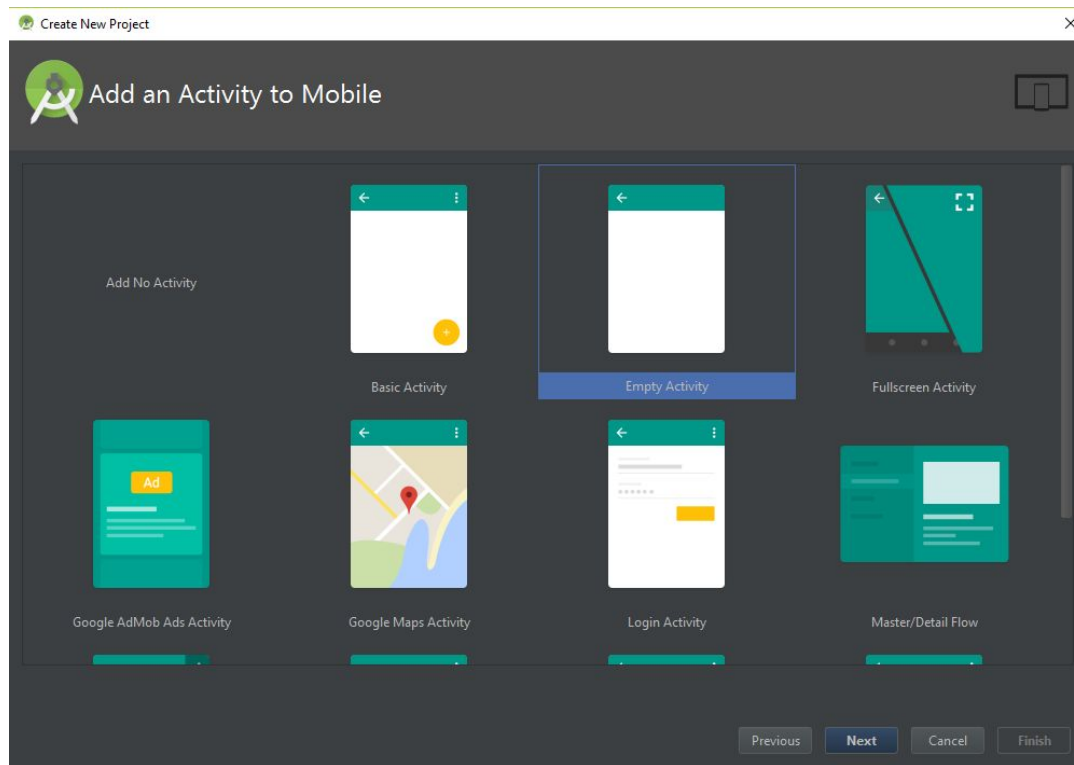 Create New Project
Add an Activity to Mobile
Add No Activity
Basic Activity
Empty Activity
Fullscreen Activity
Ad
Google AdMob Ads Activity
Google Maps Activity
Login Activity
Master/Detail Flow
Previous
Next
Cancel
Finish